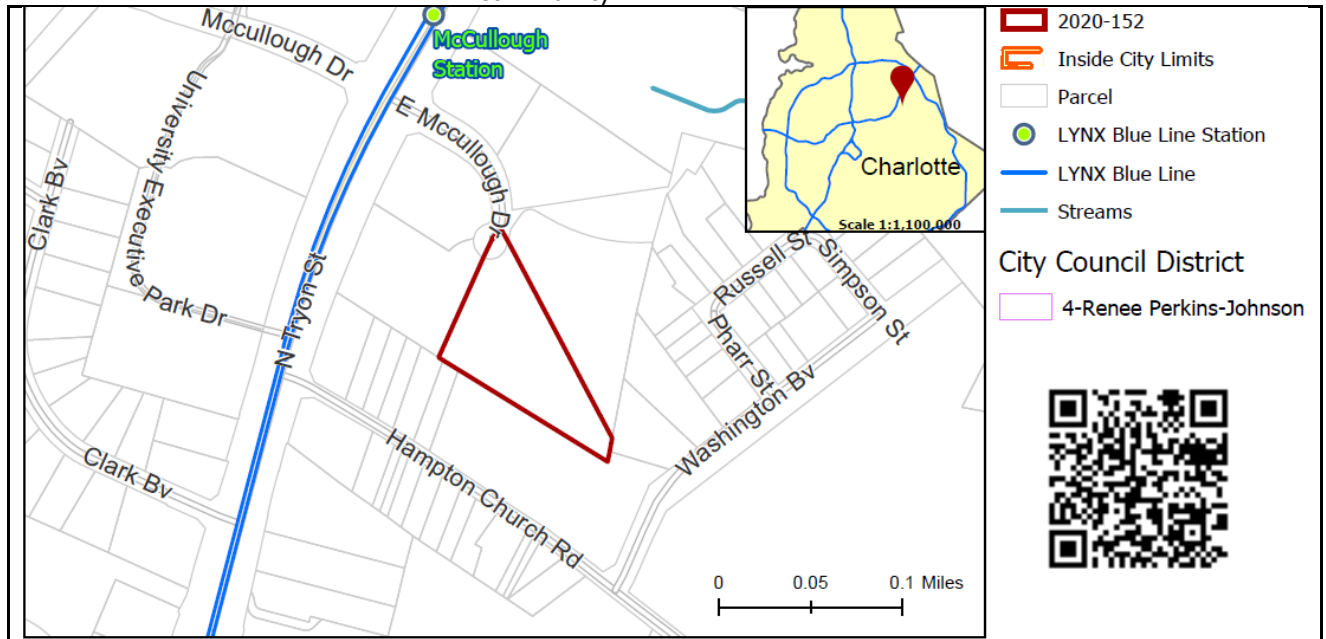 Mccullough Dr
McCullough
Station
University Executive
Park Dr
E Mccullough Dr
Clark Bv
N Tryon St
Clark Bv
Hampton Church Rd
Washington Bv
Russell St
Simpson St
Pharr St
Charlotte
Scale 1:1,100,000
0 0.05 0.1 Miles
2020-152
Inside City Limits
Parcel
LYNX Blue Line Station
LYNX Blue Line
Streams
City Council District
4-Renee Perkins-Johnson